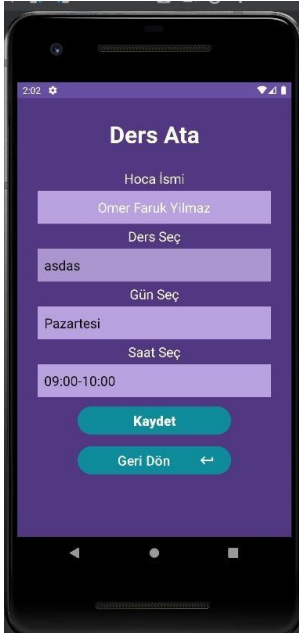 2:02
Ders Ata
Hoca İsmi
Omer Faruk Yilmaz
Ders Seç
asdas
Gün Seç
Pazartesi
Saat Seç
09:00-10:00
Kaydet
Geri Dön